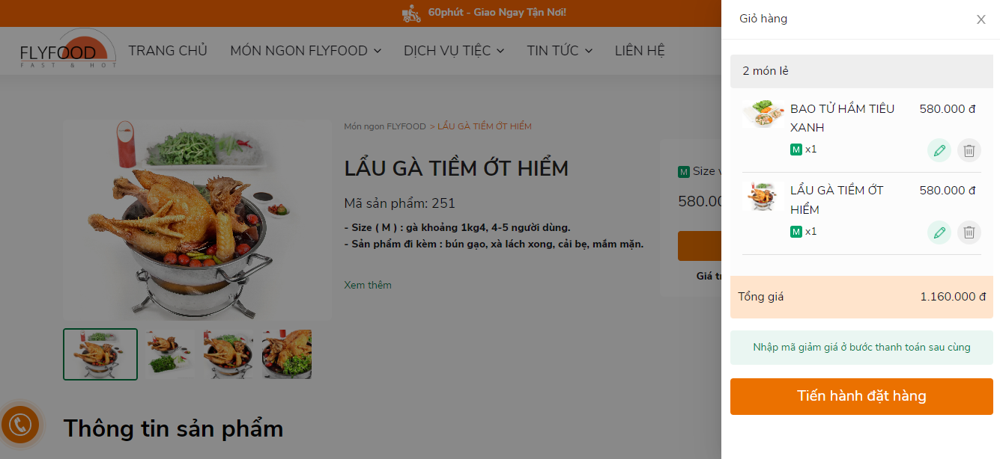 60phút - Giao Ngay Tận Nơi!
FLYFOOD
FAST & HOT
TRANG CHỦ
MÓN NGON FLYFOOD
DỊCH VỤ TIỆC
TIN TỨC
LIÊN HỆ
Món ngon FLYFOOD > LẨU GÀ TIỀM ỚT HIỂM
LẨU GÀ TIỀM ỚT HIỂM
Mã sản phẩm: 251
- Size ( M ) : gà khoảng 1kg4, 4-5 người dùng.
- Sản phẩm đi kèm : bún gạo, xà lách xong, cải bẹ, mắm mặn.
Xem thêm
M Size
580.00
Giá
Thông tin sản phẩm
Giỏ hàng
X
2 món lẻ
BAO TỬ HẦM TIÊU
XANH
580.000 đ
M x1
LẨU GÀ TIỀM ỚT
HIỂM
580.000 đ
M x1
Tổng giá
1.160.000 đ
Nhập mã giảm giá ở bước thanh toán sau cùng
Tiến hành đặt hàng